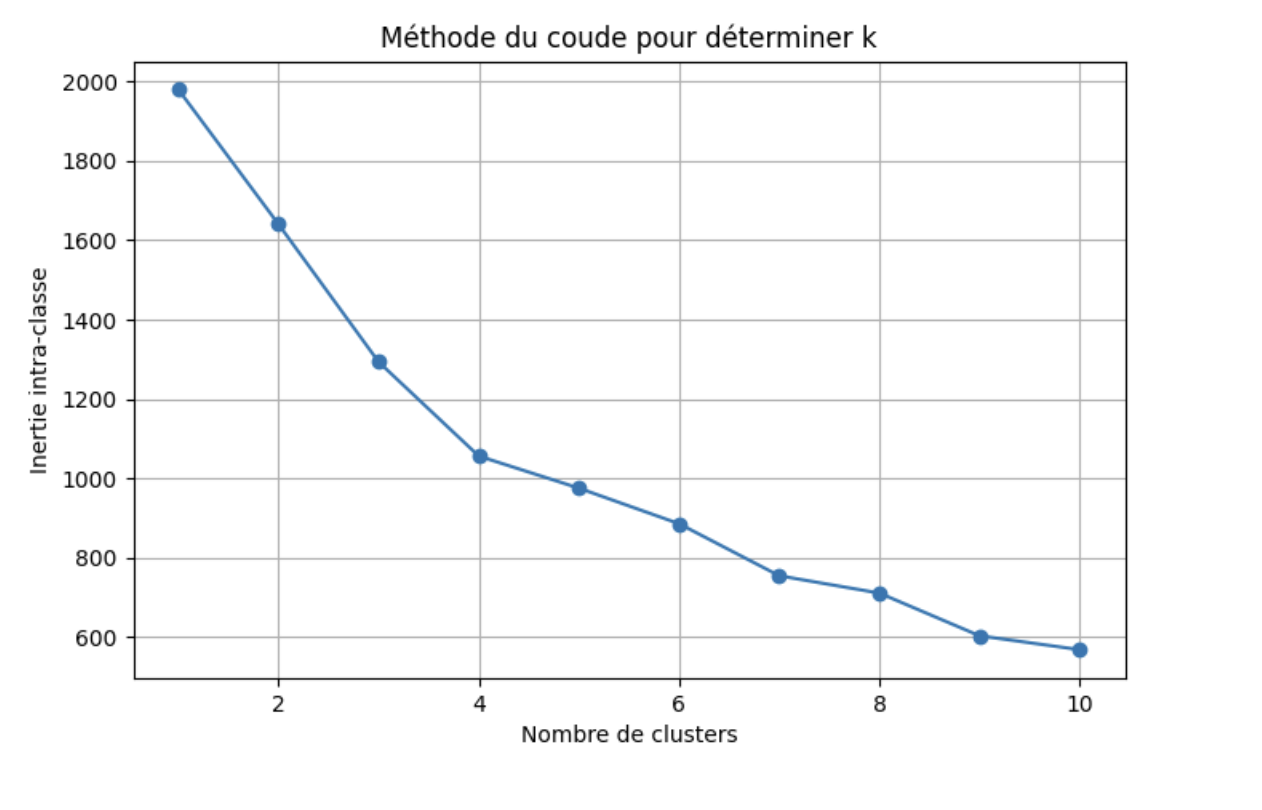 Méthode du coude pour déterminer k
2000
1800
1600
1400
1200
1000
800
600
Inertie intra-classe
2 4 6 8 10
Nombre de clusters